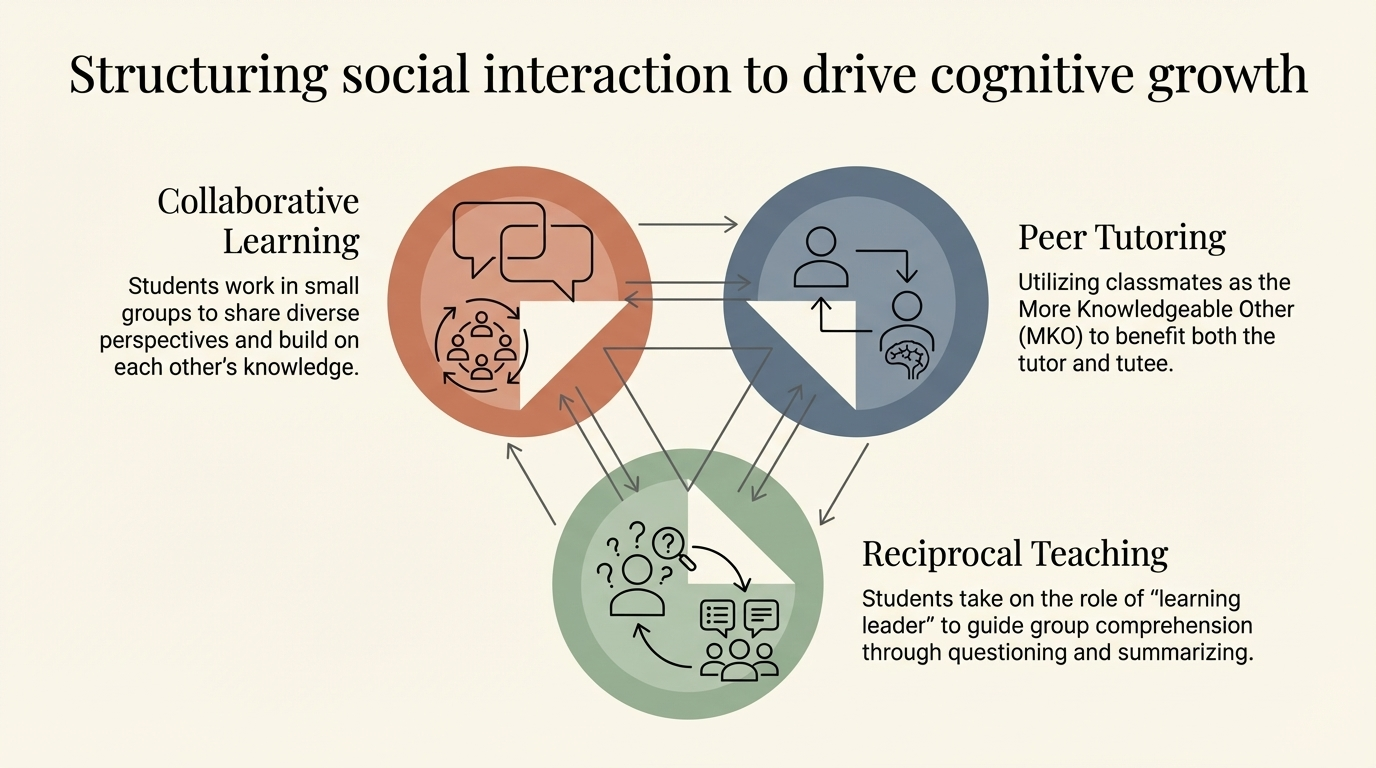 Structuring social interaction to drive cognitive growth
Collaborative
Learning
Students work in small
groups to share diverse
perspectives and build on
each other’s knowledge.
Peer Tutoring
Utilizing classmates as the
More Knowledgeable Other
(MKO) to benefit both the
tutor and tutee.
? ? ? ? ?
Reciprocal Teaching
Students take on the role of “learning
leader” to guide group comprehension
through questioning and summarizing.